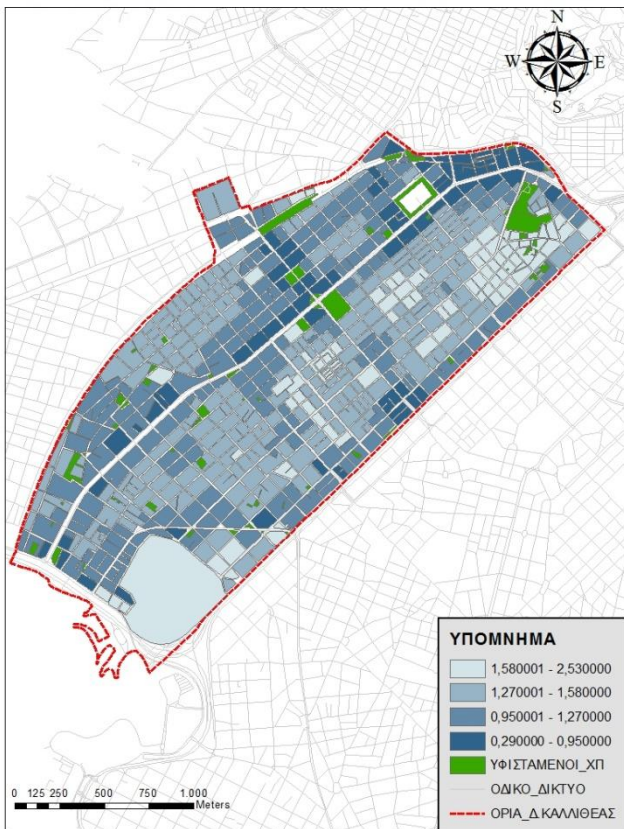 N
W E
S
ΥΠΟΜΝΗΜΑ
1,580001 - 2,530000
1,270001 - 1,580000
0,950001 - 1,270000
0,290000 - 0,950000
ΥΦΙΣΤΑΜΕΝΟΙ_ΧΠ
ΟΔΙΚΟ_ΔΙΚΤΥΟ
ΟΡΙΑ_Δ.ΚΑΛΛΙΘΕΑΣ
0 125 250 500 750 1.000
Meters